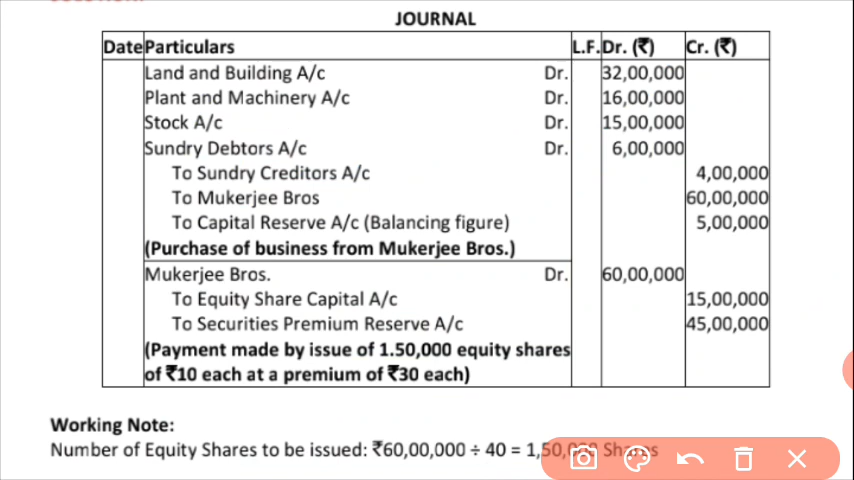 JOURNAL
Date Particulars L.F. Dr. (₹) Cr. (₹)
Land and Building A/c Dr. 32,00,000
Plant and Machinery A/c Dr. 16,00,000
Stock A/c Dr. 15,00,000
Sundry Debtors A/c Dr. 6,00,000
To Sundry Creditors A/c 4,00,000
To Mukerjee Bros 60,00,000
To Capital Reserve A/c (Balancing figure) 5,00,000
(Purchase of business from Mukerjee Bros.)
Mukerjee Bros. Dr. 60,00,000
To Equity Share Capital A/c 15,00,000
To Securities Premium Reserve A/c 45,00,000
(Payment made by issue of 1.50,000 equity shares
of ₹10 each at a premium of ₹30 each)
Working Note:
Number of Equity Shares to be issued: ₹60,00,000 ÷ 40 =